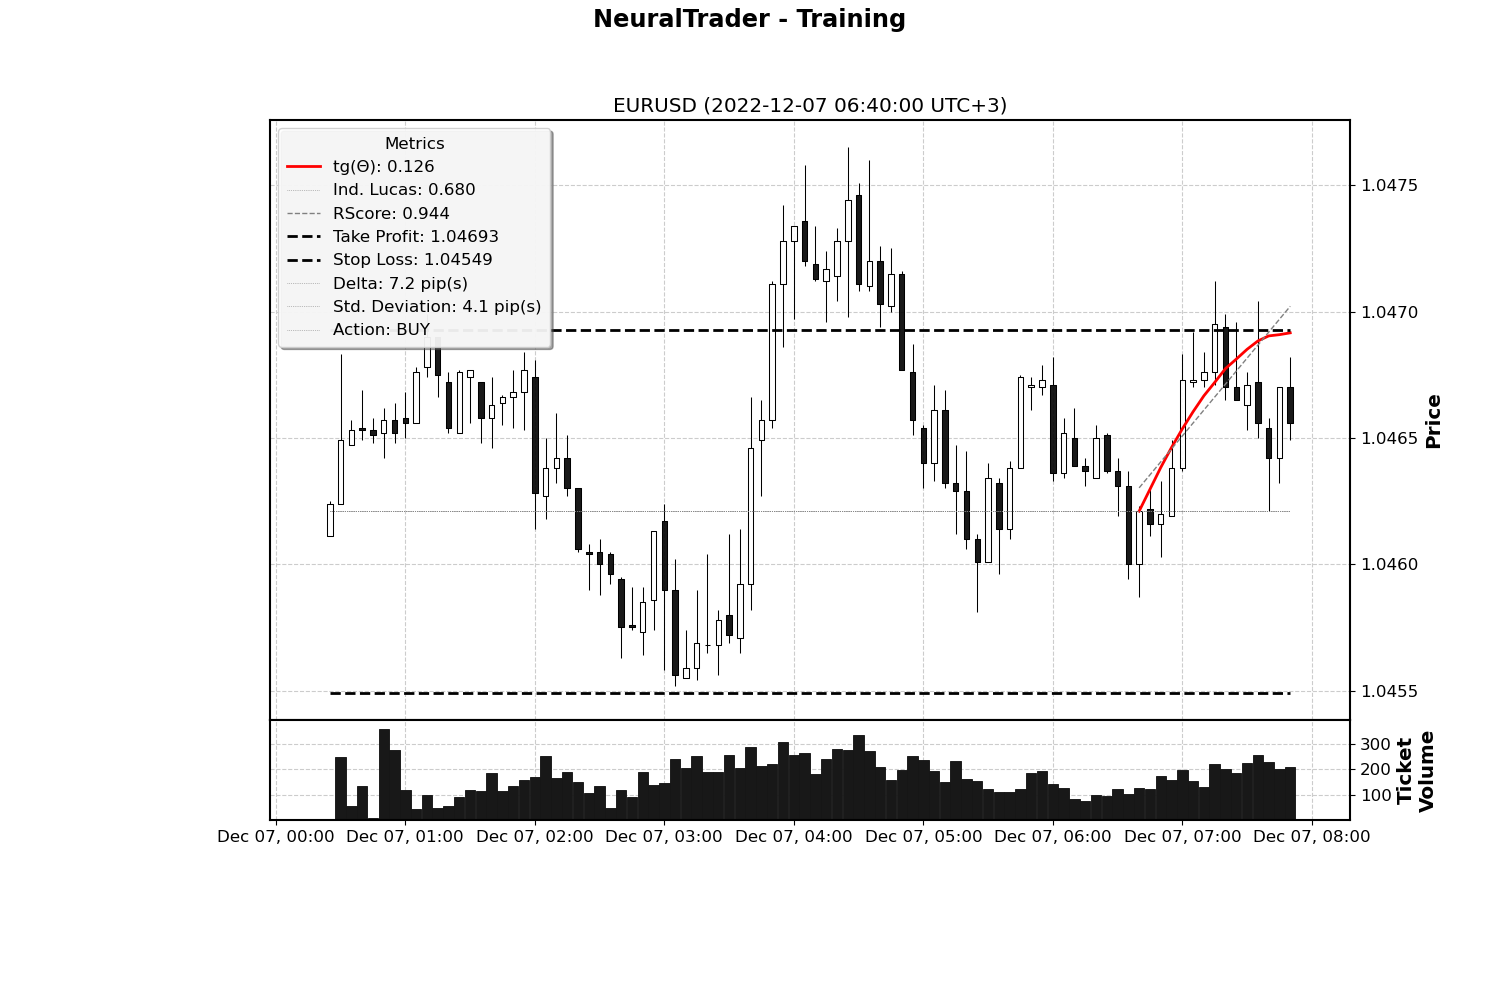 NeuralTrader - Training
EURUSD (2022-12-07 06:40:00 UTC+3)
Metrics
tg(Θ): 0.126
Ind. Lucas: 0.680
RScore: 0.944
Take Profit: 1.04693
Stop Loss: 1.04549
Delta: 7.2 pip(s)
Std. Deviation: 4.1 pip(s)
Action: BUY
1.0475
1.0470
1.0465
1.0460
1.0455
Price
300
200
100
Ticket
Volume
Dec 07, 00:00 Dec 07, 01:00 Dec 07, 02:00 Dec 07, 03:00 Dec 07, 04:00 Dec 07, 05:00 Dec 07, 06:00 Dec 07, 07:00 Dec 07, 08:00